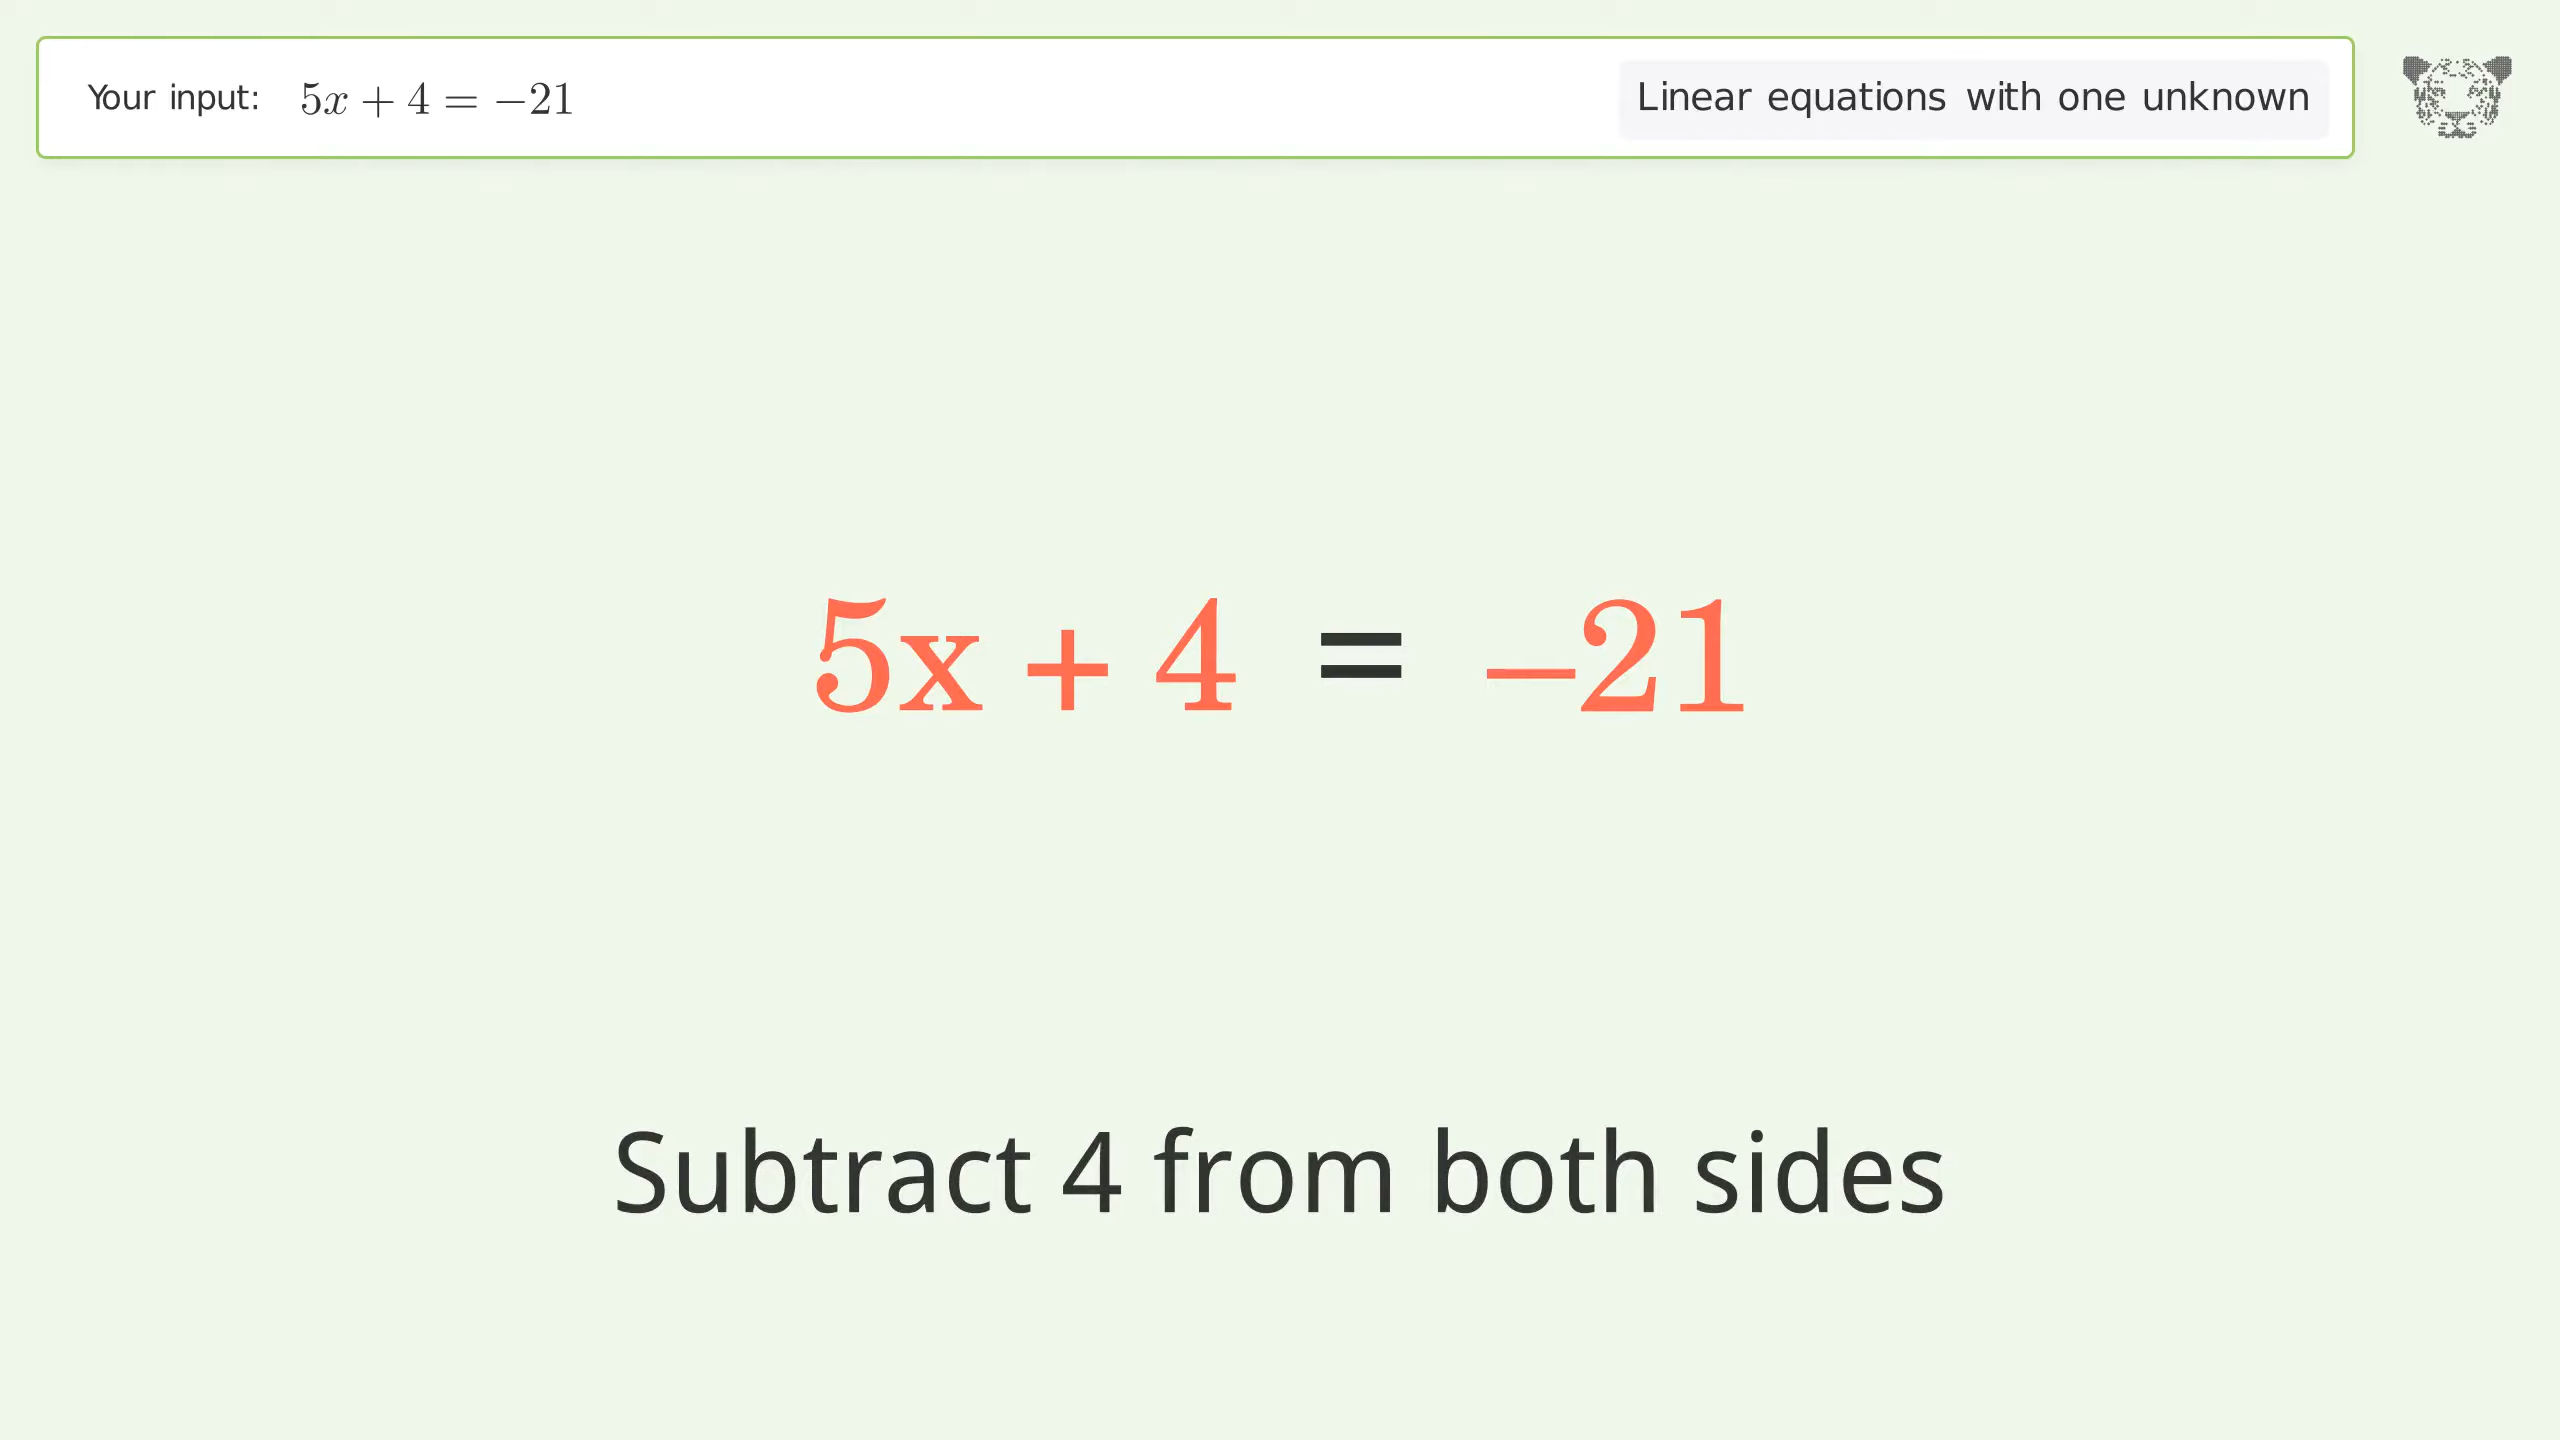 Your input: 5x + 4 = −21 Linear equations with one unknown
5x + 4 = −21
Subtract 4 from both sides